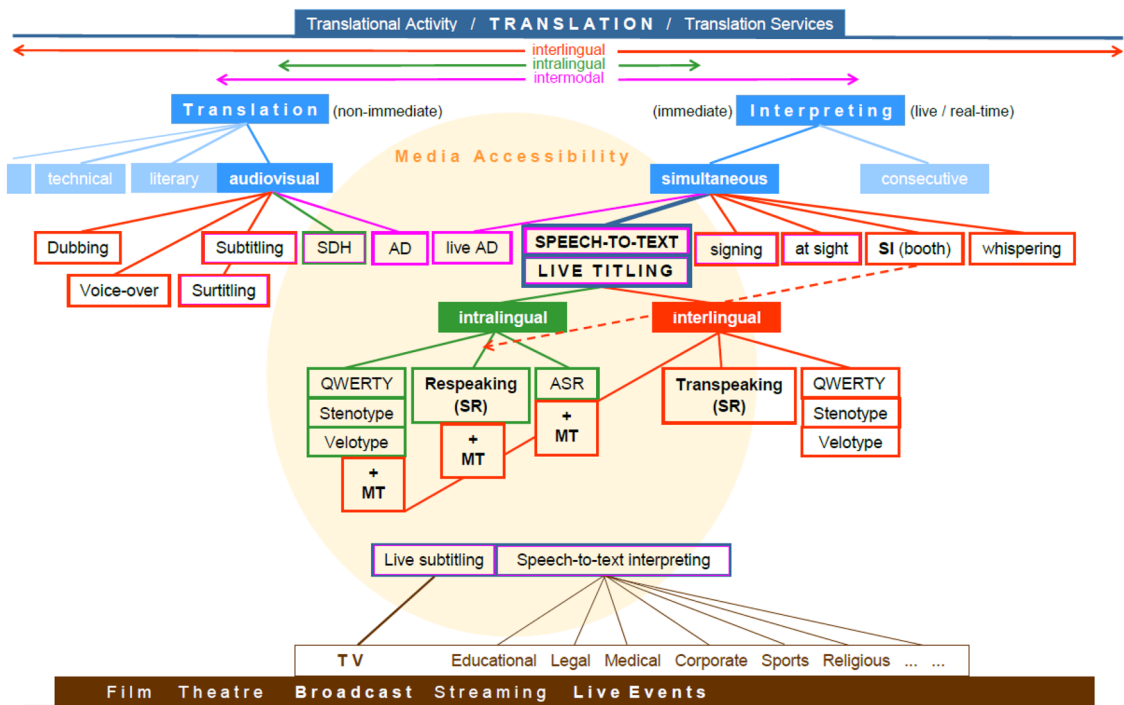 Translational Activity / TRANSLATION / Translation Services
interlingual
intralingual
intermodal
Translation (non-immediate)
(immediate) Interpreting (live / real-time)
Media Accessibility
technical
literary
audiovisual
simultaneous
consecutive
Dubbing
Voice-over
Subtitling
Surtitling
SDH
AD
live AD
SPEECH-TO-TEXT
LIVE TITLING
signing
at sight
SI (booth)
whispering
intralingual
interlingual
QWERTY
Stenotype
Velotype
+
MT
Respeaking
(SR)
+
MT
ASR
+
MT
Transpeaking
(SR)
QWERTY
Stenotype
Velotype
Live subtitling
Speech-to-text interpreting
TV Educational Legal Medical Corporate Sports Religious ... ...
Film Theatre Broadcast Streaming Live Events